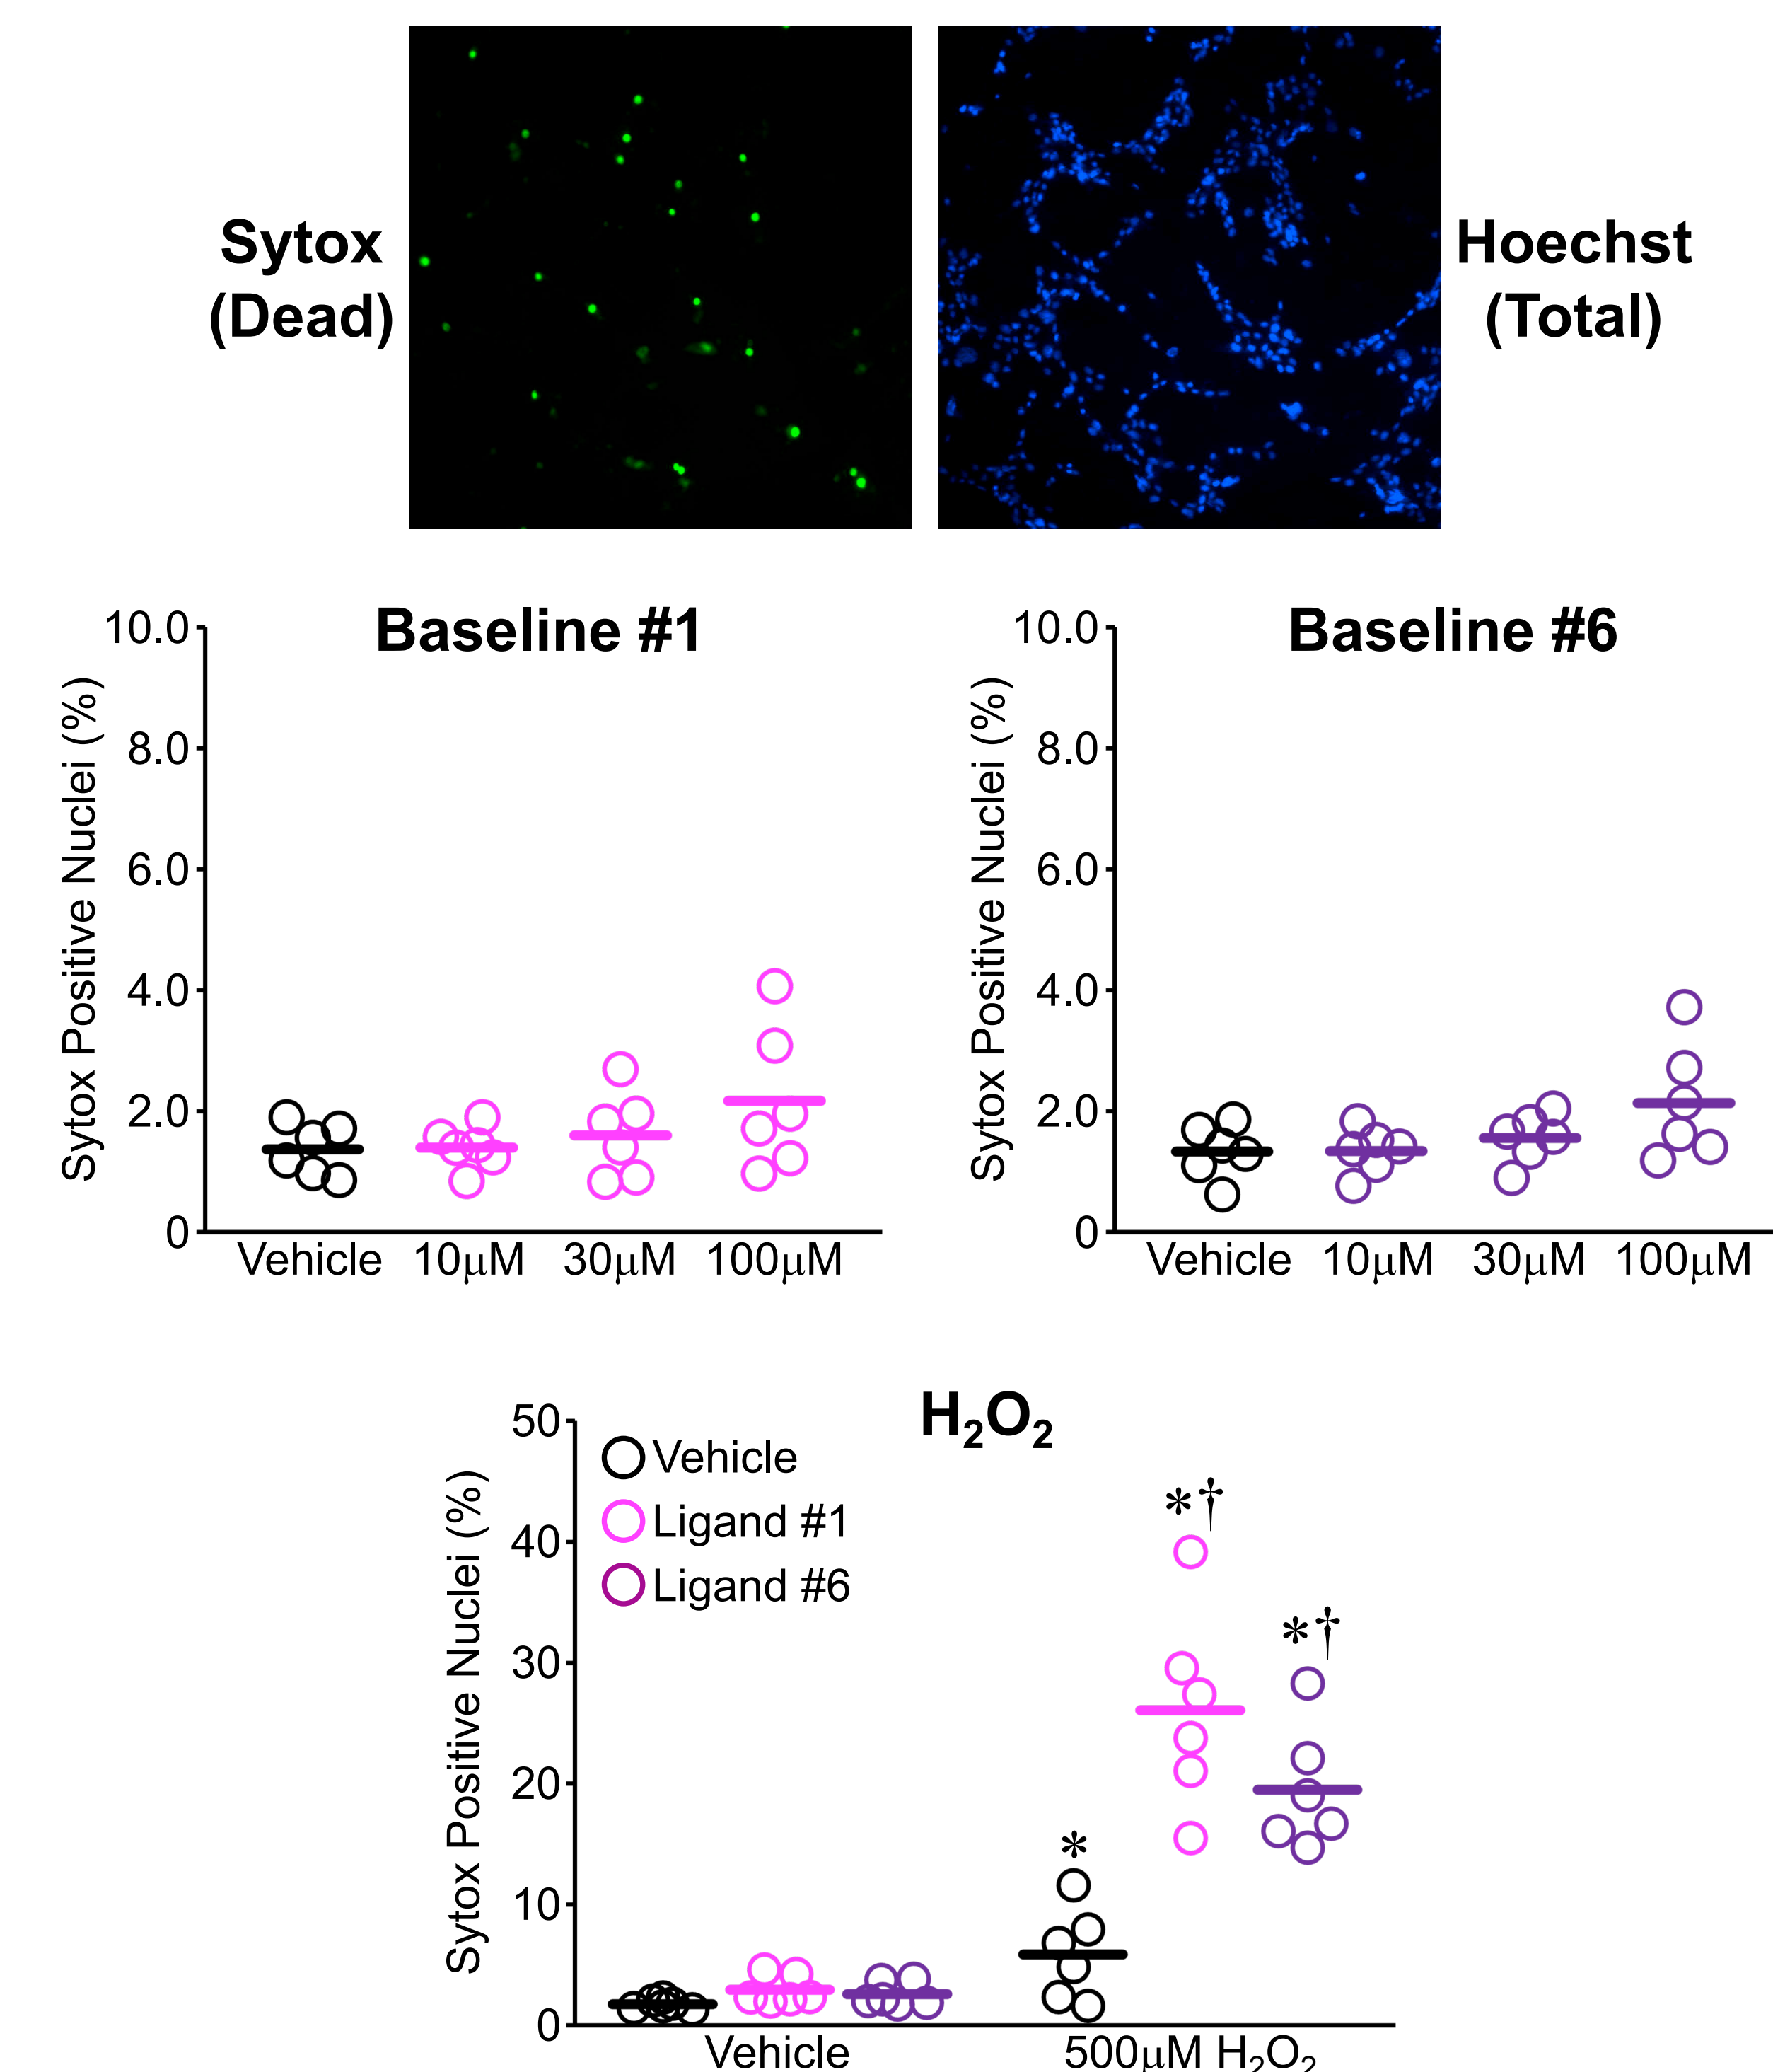 Sytox
(Dead)
Hoechst
(Total)
Baseline #1
Sytox Positive Nuclei (%)
10.0
8.0
6.0
4.0
2.0
0
Vehicle 10μM 30μM 100μM
Baseline #6
Sytox Positive Nuclei (%)
10.0
8.0
6.0
4.0
2.0
0
Vehicle 10μM 30μM 100μM
H₂O₂
Sytox Positive Nuclei (%)
50
40
30
20
10
0
Vehicle
Ligand #1
Ligand #6
*†
*†
*
Vehicle 500μM H₂O₂